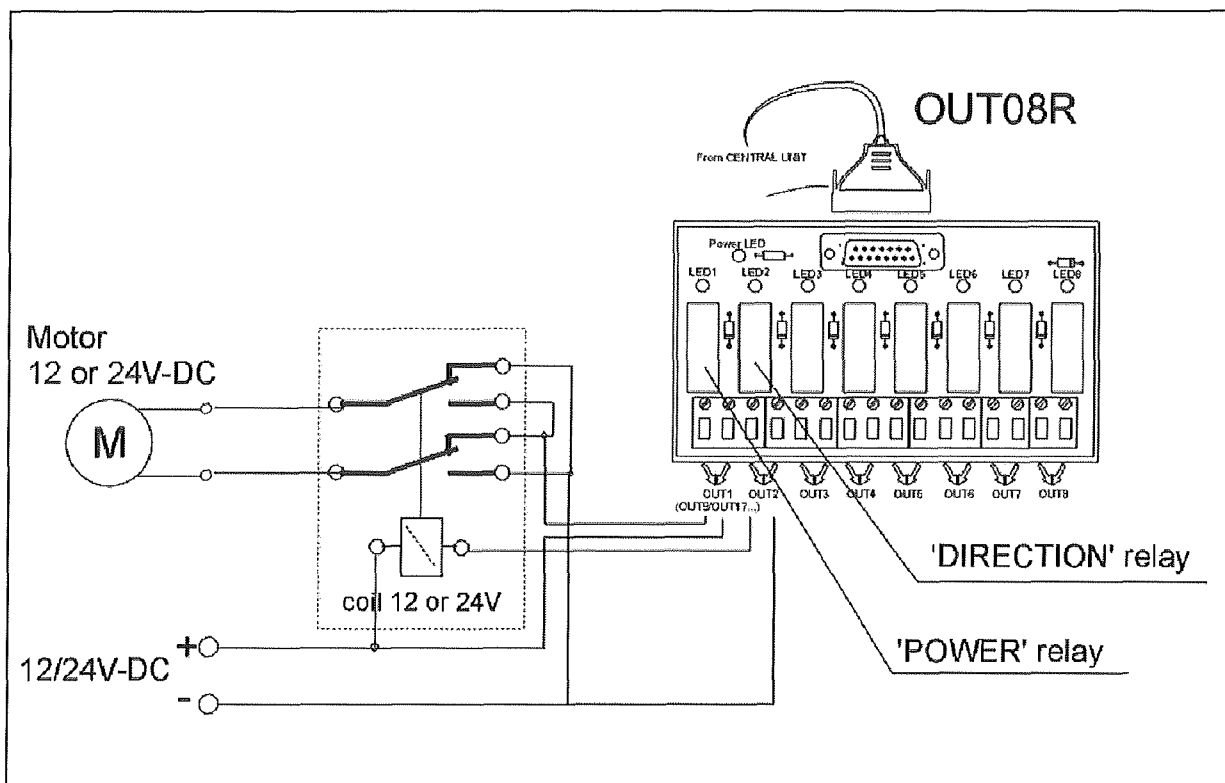 OUT08R
From CENTRAL UNIT
Power LED
LED1 LED2 LED3 LED4 LED5 LED6 LED7 LED8
Motor
12 or 24V-DC
M
OUT1 OUT2 OUT3 OUT4 OUT5 OUT6 OUT7 OUT8
(OUT9/OUT17...)
'DIRECTION' relay
coil 12 or 24V
+
12/24V-DC
-
'POWER' relay